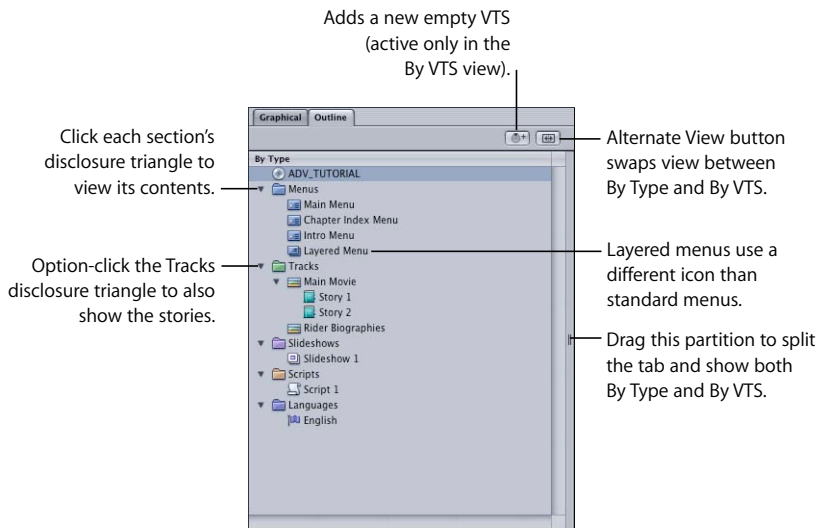 Adds a new empty VTS
(active only in the
By VTS view).
Click each section's
disclosure triangle to
view its contents.
Option-click the Tracks
disclosure triangle to also
show the stories.
Graphical
Outline
By Type
ADV_TUTORIAL
Menus
Main Menu
Chapter Index Menu
Intro Menu
Layered Menu
Tracks
Main Movie
Story 1
Story 2
Rider Biographies
Slideshows
Slideshow 1
Scripts
Script 1
Languages
English
Alternate View button
swaps view between
By Type and By VTS.
Layered menus use a
different icon than
standard menus.
Drag this partition to split
the tab and show both
By Type and By VTS.